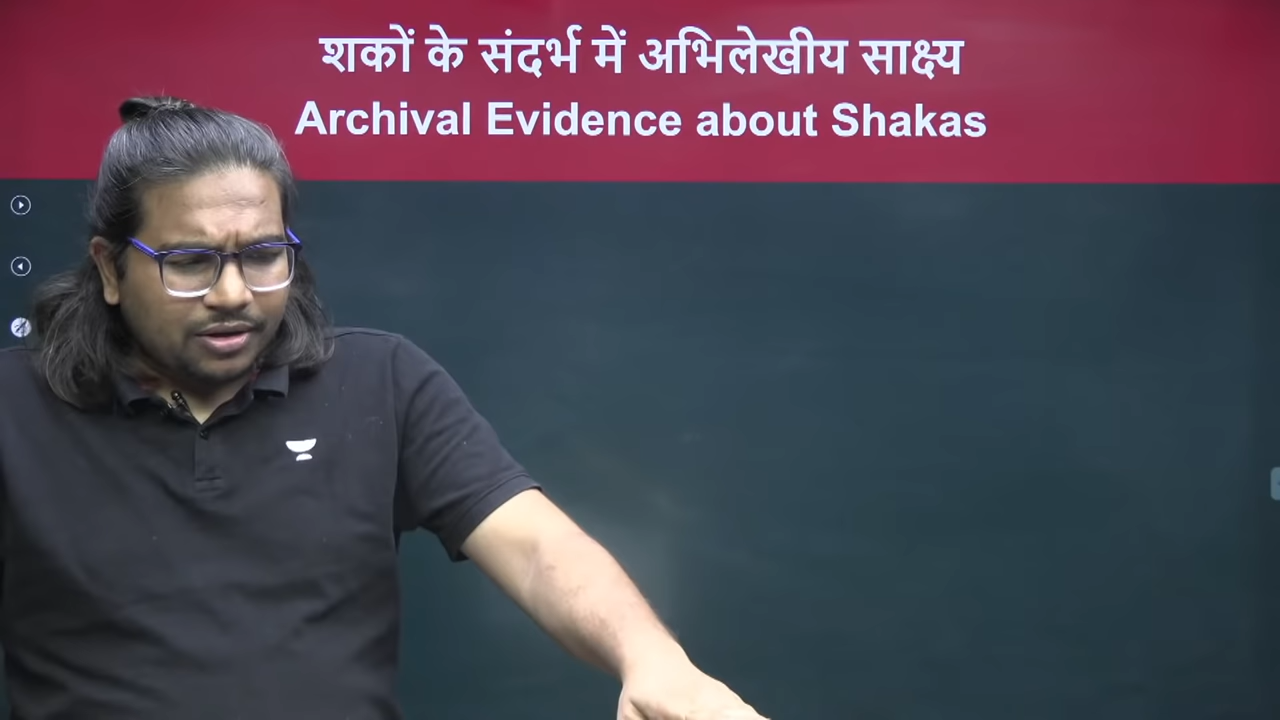 शकों के संदर्भ में अभिलेखीय साक्ष्य
Archival Evidence about Shakas